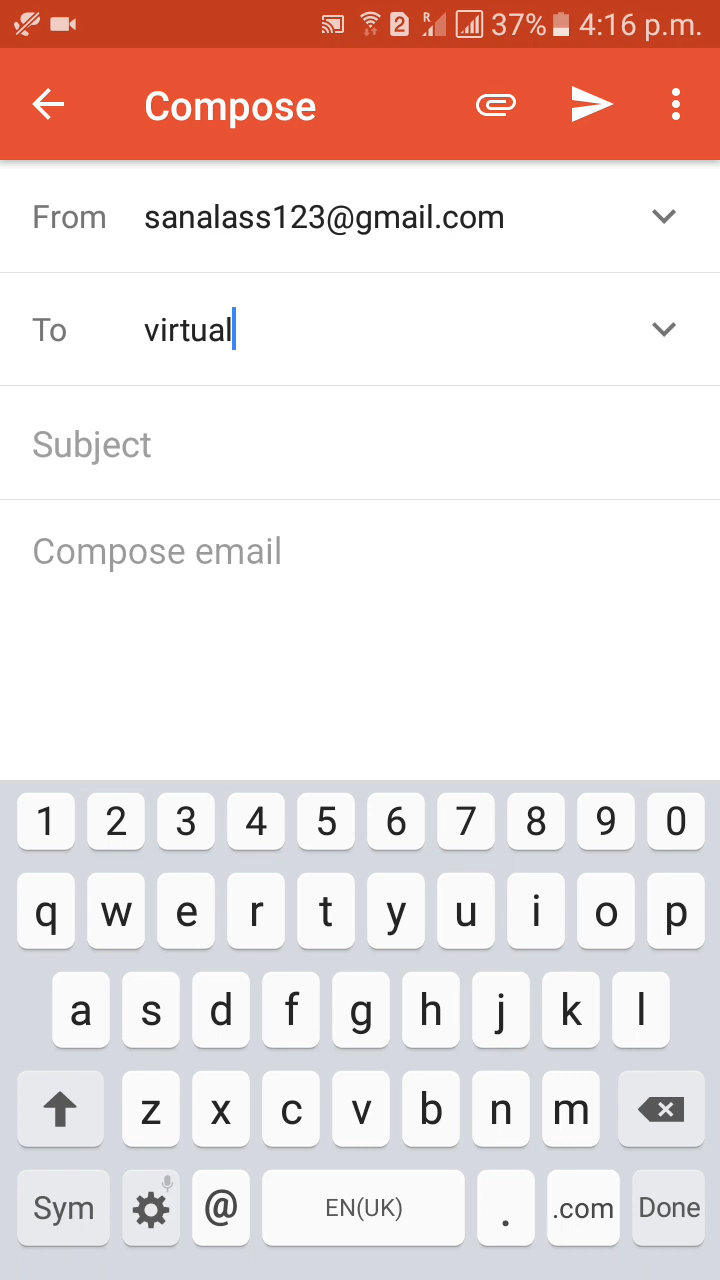 2 R 37% 4:16 p.m.
Compose
From sanalass123@gmail.com
To virtual
Subject
Compose email
1 2 3 4 5 6 7 8 9 0
q w e r t y u i o p
a s d f g h j k l
z x c v b n m
Sym @ EN(UK) . .com Done